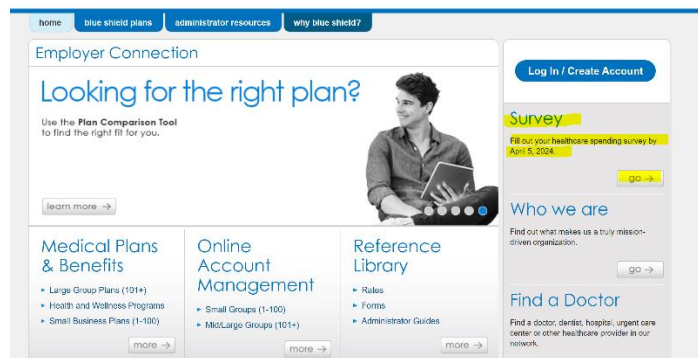 home
blue shield plans
administrator resources
why blue shield?
Employer Connection
Looking for the right plan?
Use the Plan Comparison Tool
to find the right fit for you.
learn more →
Log In / Create Account
Survey
Fill out your healthcare spending survey by
April 5, 2024.
go →
Who we are
Find out what makes us a truly mission-
driven organization.
go →
Find a Doctor
Find a doctor, dentist, hospital, urgent care
center or other healthcare provider in our
network.
Medical Plans
& Benefits
Large Group Plans (101+)
Health and Wellness Programs
Small Business Plans (1-100)
more →
Online
Account
Management
Small Groups (1-100)
Mid/Large Groups (101+)
more →
Reference
Library
Rates
Forms
Administrator Guides
more →